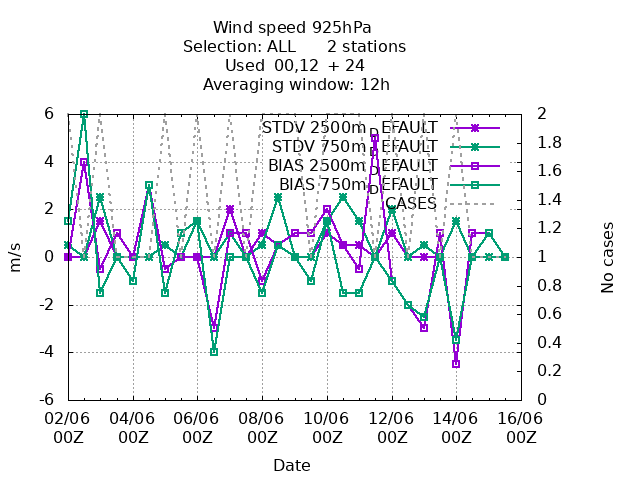 Wind speed 925hPa
Selection: ALL 2 stations
Used 00,12 + 24
Averaging window: 12h
STDV 2500m_DEFAULT
STDV 750m_DEFAULT
BIAS 2500m_DEFAULT
BIAS 750m_DEFAULT
CASES
6
4
2
0
-2
-4
-6
m/s
2
1.8
1.6
1.4
1.2
1
0.8
0.6
0.4
0.2
0
No cases
02/06 04/06 06/06 08/06 10/06 12/06 14/06 16/06
00Z 00Z 00Z 00Z 00Z 00Z 00Z 00Z
Date